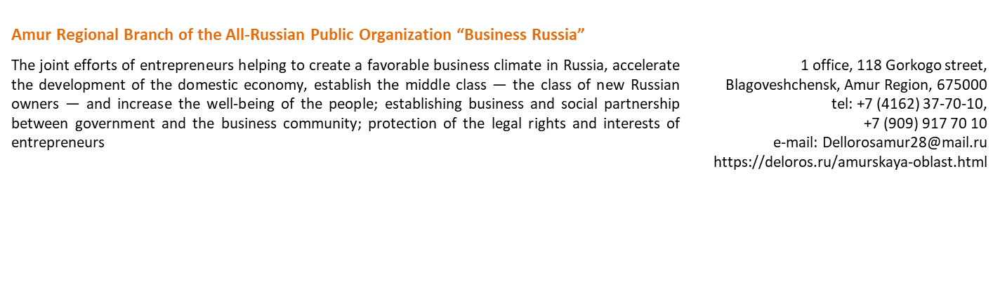 Amur Regional Branch of the All-Russian Public Organization “Business Russia”
The joint efforts of entrepreneurs helping to create a favorable business climate in Russia, accelerate
the development of the domestic economy, establish the middle class — the class of new Russian
owners — and increase the well-being of the people; establishing business and social partnership
between government and the business community; protection of the legal rights and interests of
entrepreneurs
1 office, 118 Gorkogo street,
Blagoveshchensk, Amur Region, 675000
tel: +7 (4162) 37-70-10,
+7 (909) 917 70 10
e-mail: Dellorosamur28@mail.ru
https://deloros.ru/amurskaya-oblast.html